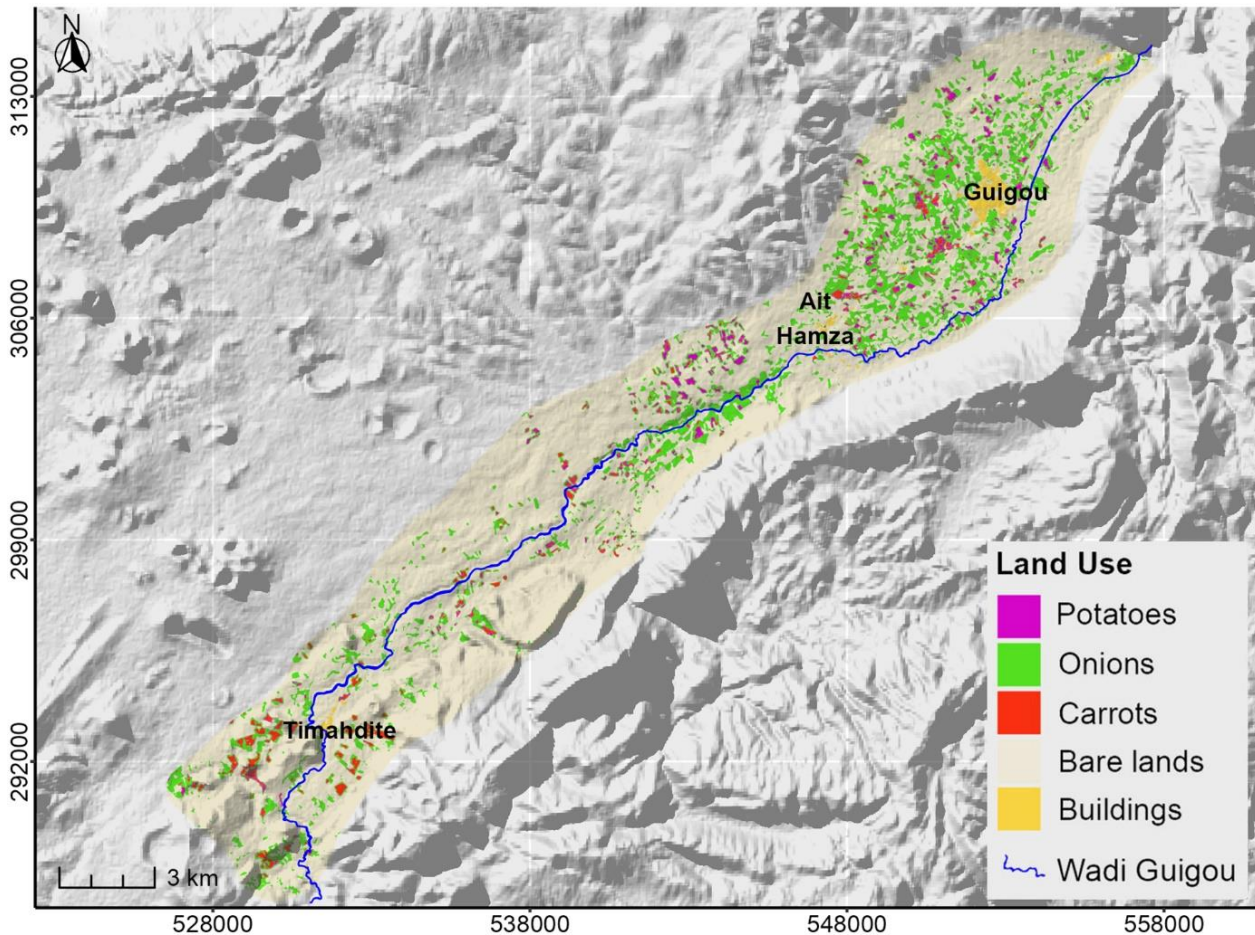 N
313000
306000
299000
292000
Guigou
Ait
Hamza
Timahdite
Land Use
Potatoes
Onions
Carrots
Bare lands
Buildings
Wadi Guigou
3 km
528000
538000
548000
558000